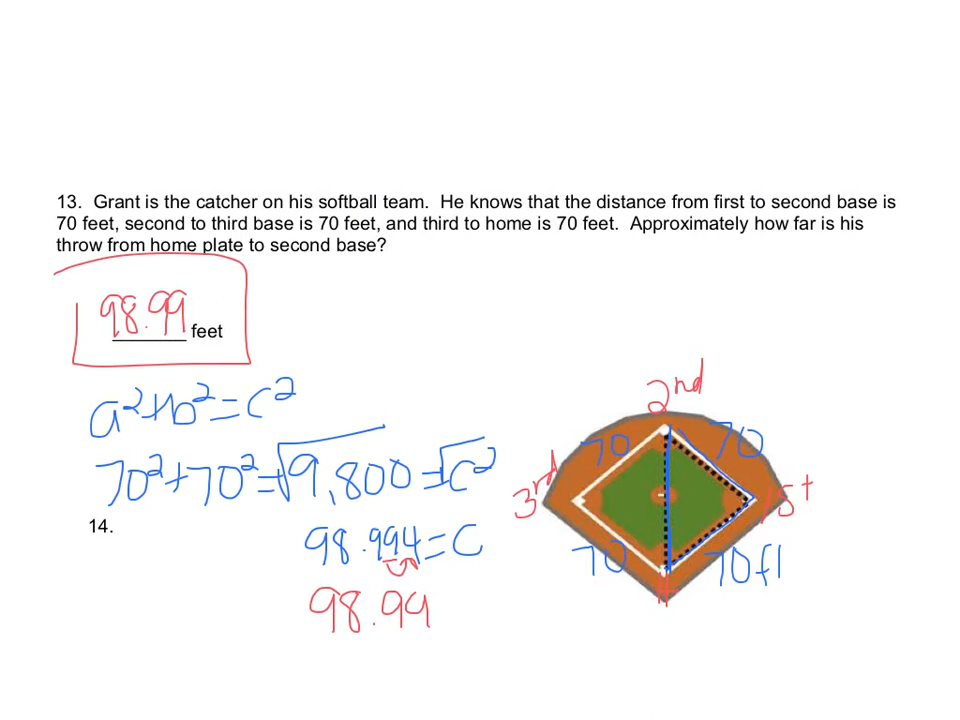 13. Grant is the catcher on his softball team. He knows that the distance from first to second base is
70 feet, second to third base is 70 feet, and third to home is 70 feet. Approximately how far is his
throw from home plate to second base?
98.99 feet
a²+b²=c²
70²+70²=√9,800=√c²
14.
98.994=c
98.99
2nd
70 70
3rd 1st
70 70ft
H